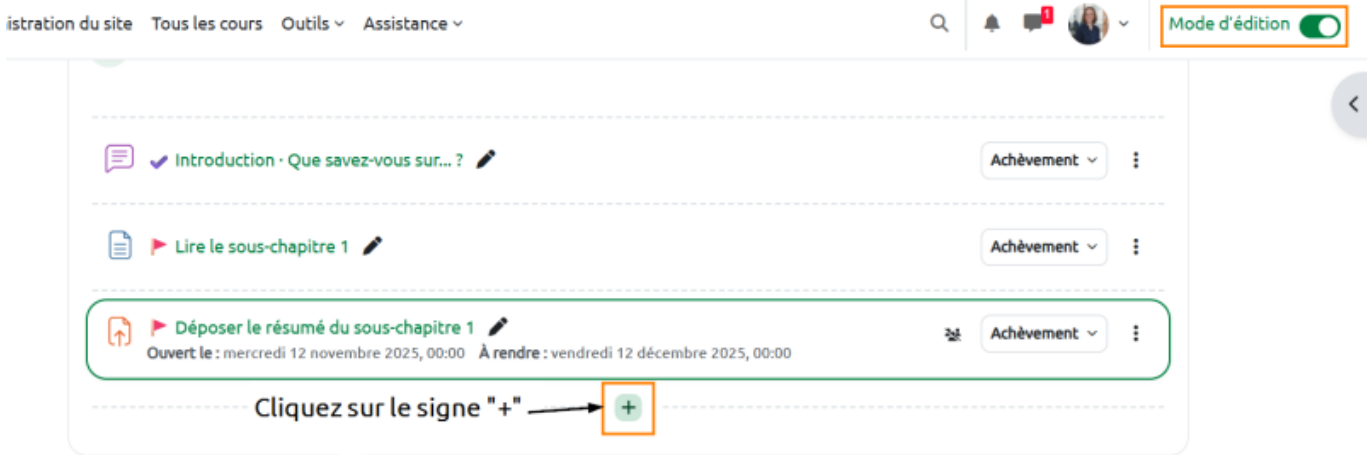 istration du site Tous les cours Outils Assistance 1 Mode d'édition
Introduction · Que savez-vous sur... ? Achèvement
Lire le sous-chapitre 1 Achèvement
Déposer le résumé du sous-chapitre 1 Achèvement
Ouvert le : mercredi 12 novembre 2025, 00:00 À rendre : vendredi 12 décembre 2025, 00:00
Cliquez sur le signe "+" +